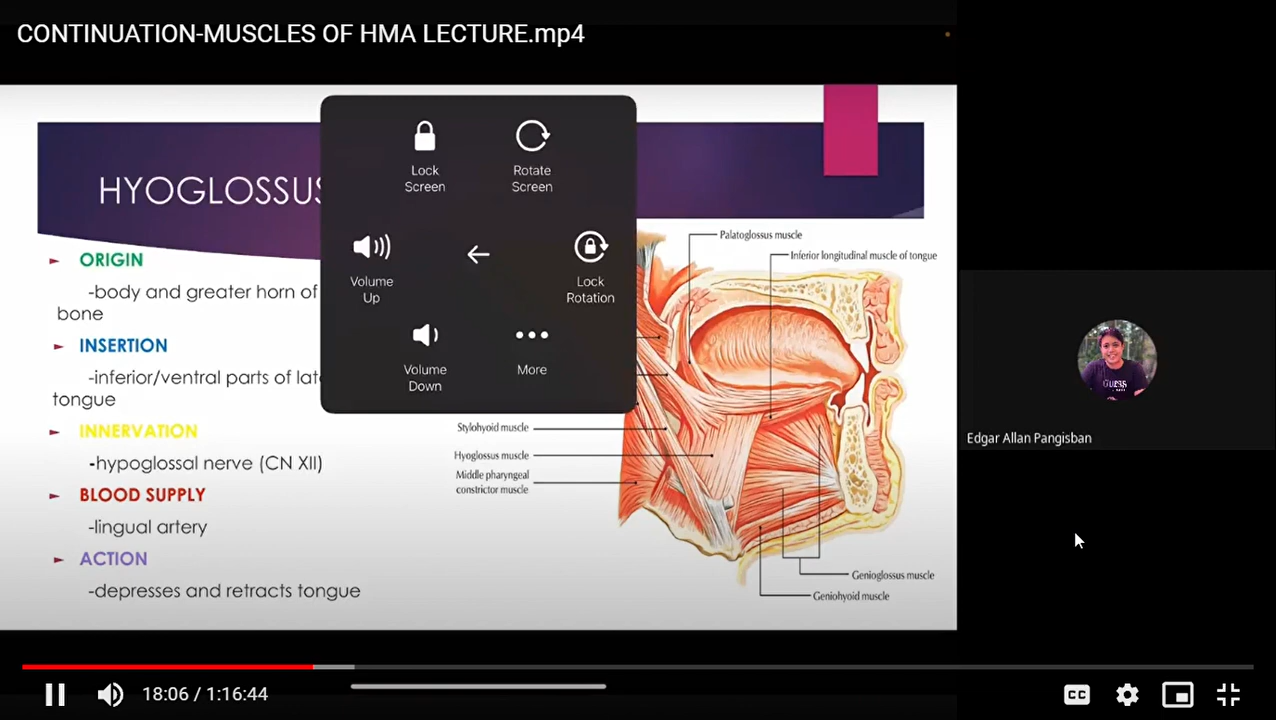 CONTINUATION-MUSCLES OF HMA LECTURE.mp4
HYOGLOSSUS
Lock
Screen
Rotate
Screen
Volume
Up
Lock
Rotation
Volume
Down
More
► ORIGIN
-body and greater horn of
bone
► INSERTION
-inferior/ventral parts of
tongue
► INNERVATION
-hypoglossal nerve (CN XII)
► BLOOD SUPPLY
-lingual artery
► ACTION
-depresses and retracts tongue
Palatoglossus muscle
Inferior longitudinal muscle of tongue
Stylohyoid muscle
Hyoglossus muscle
Middle pharyngeal
constrictor muscle
Genioglossus muscle
Geniohyoid muscle
GUESS
Edgar Allan Pangisban
18:06 / 1:16:44
CC